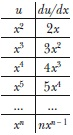 u du/dx
x² 2x
x³ 3x²
x⁴ 4x³
x⁵ 5x⁴
... ...
xⁿ nxⁿ⁻¹